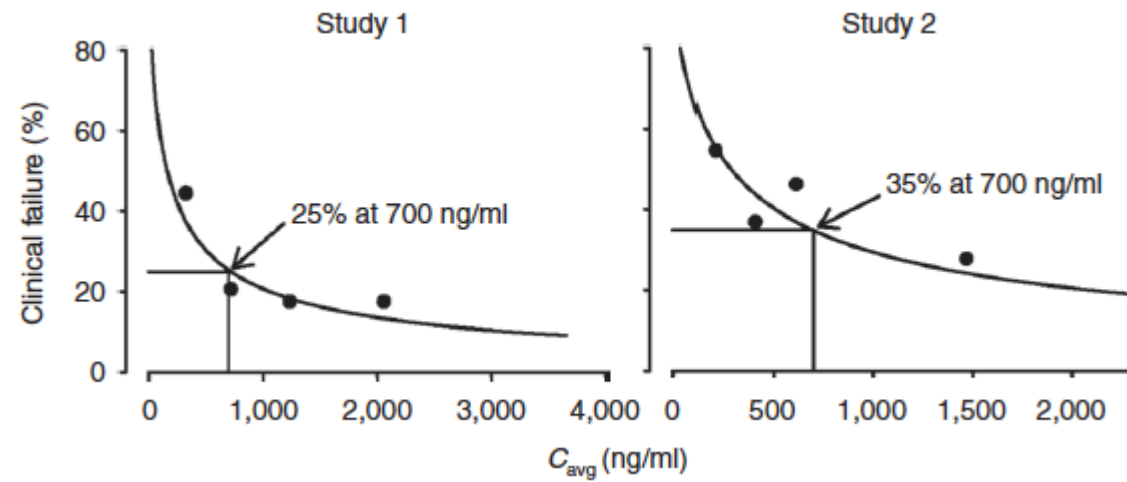 Study 1
Study 2
80
60
40
20
0
Clinical failure (%)
25% at 700 ng/ml
35% at 700 ng/ml
0 1,000 2,000 3,000 4,000
0 500 1,000 1,500 2,000
Cavg (ng/ml)